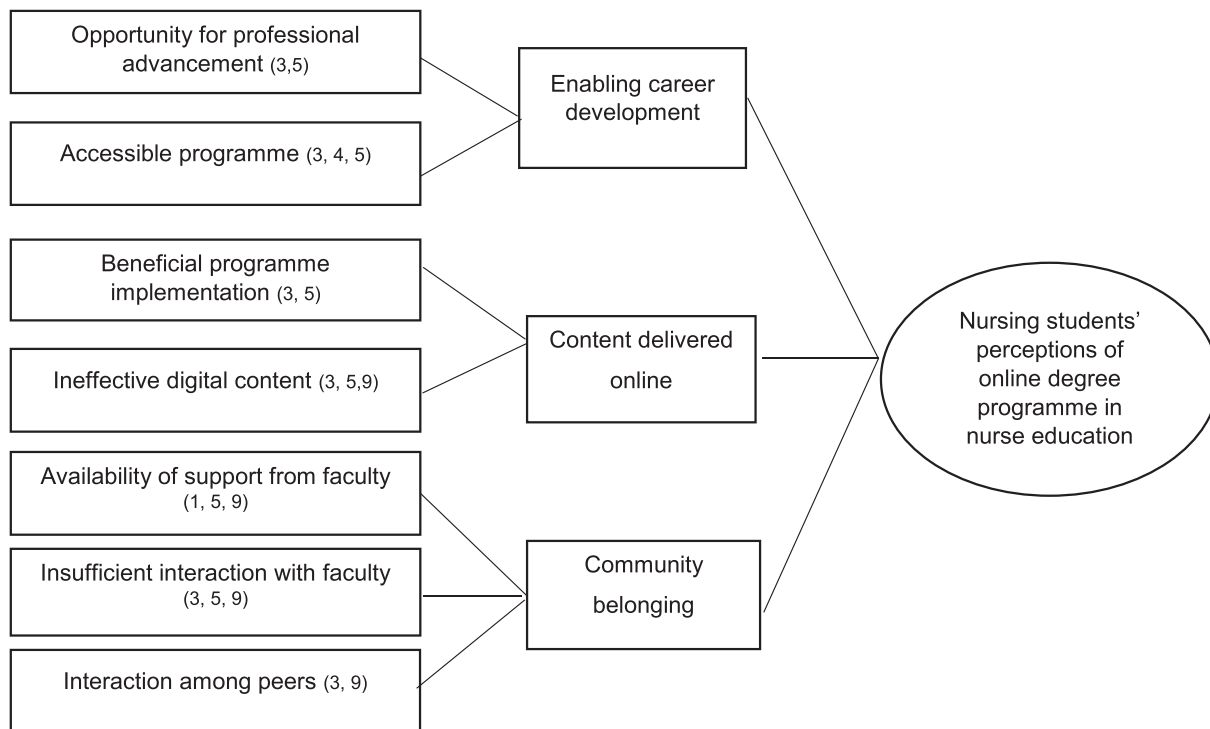 Opportunity for professional
advancement (3,5)
Accessible programme (3, 4, 5)
Enabling career
development
Beneficial programme
implementation (3, 5)
Ineffective digital content (3, 5,9)
Content delivered
online
Availability of support from faculty
(1, 5, 9)
Insufficient interaction with faculty
(3, 5, 9)
Interaction among peers (3, 9)
Community
belonging
Nursing students’
perceptions of
online degree
programme in
nurse education